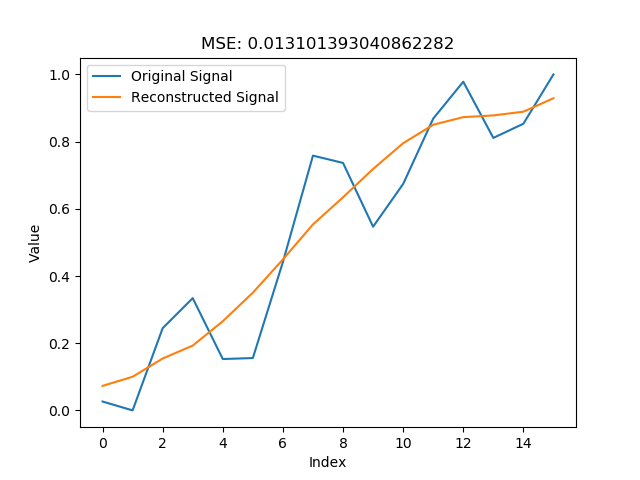 MSE: 0.013101393040862282
Original Signal
Reconstructed Signal
1.0
0.8
0.6
0.4
0.2
0.0
Value
0 2 4 6 8 10 12 14
Index